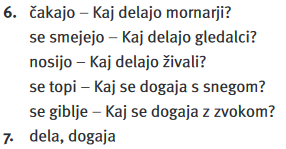 6. čakajo – Kaj delajo mornarji?
se smejejo – Kaj delajo gledalci?
nosijo – Kaj delajo živali?
se topi – Kaj se dogaja s snegom?
se giblje – Kaj se dogaja z zvokom?
7. dela, dogaja